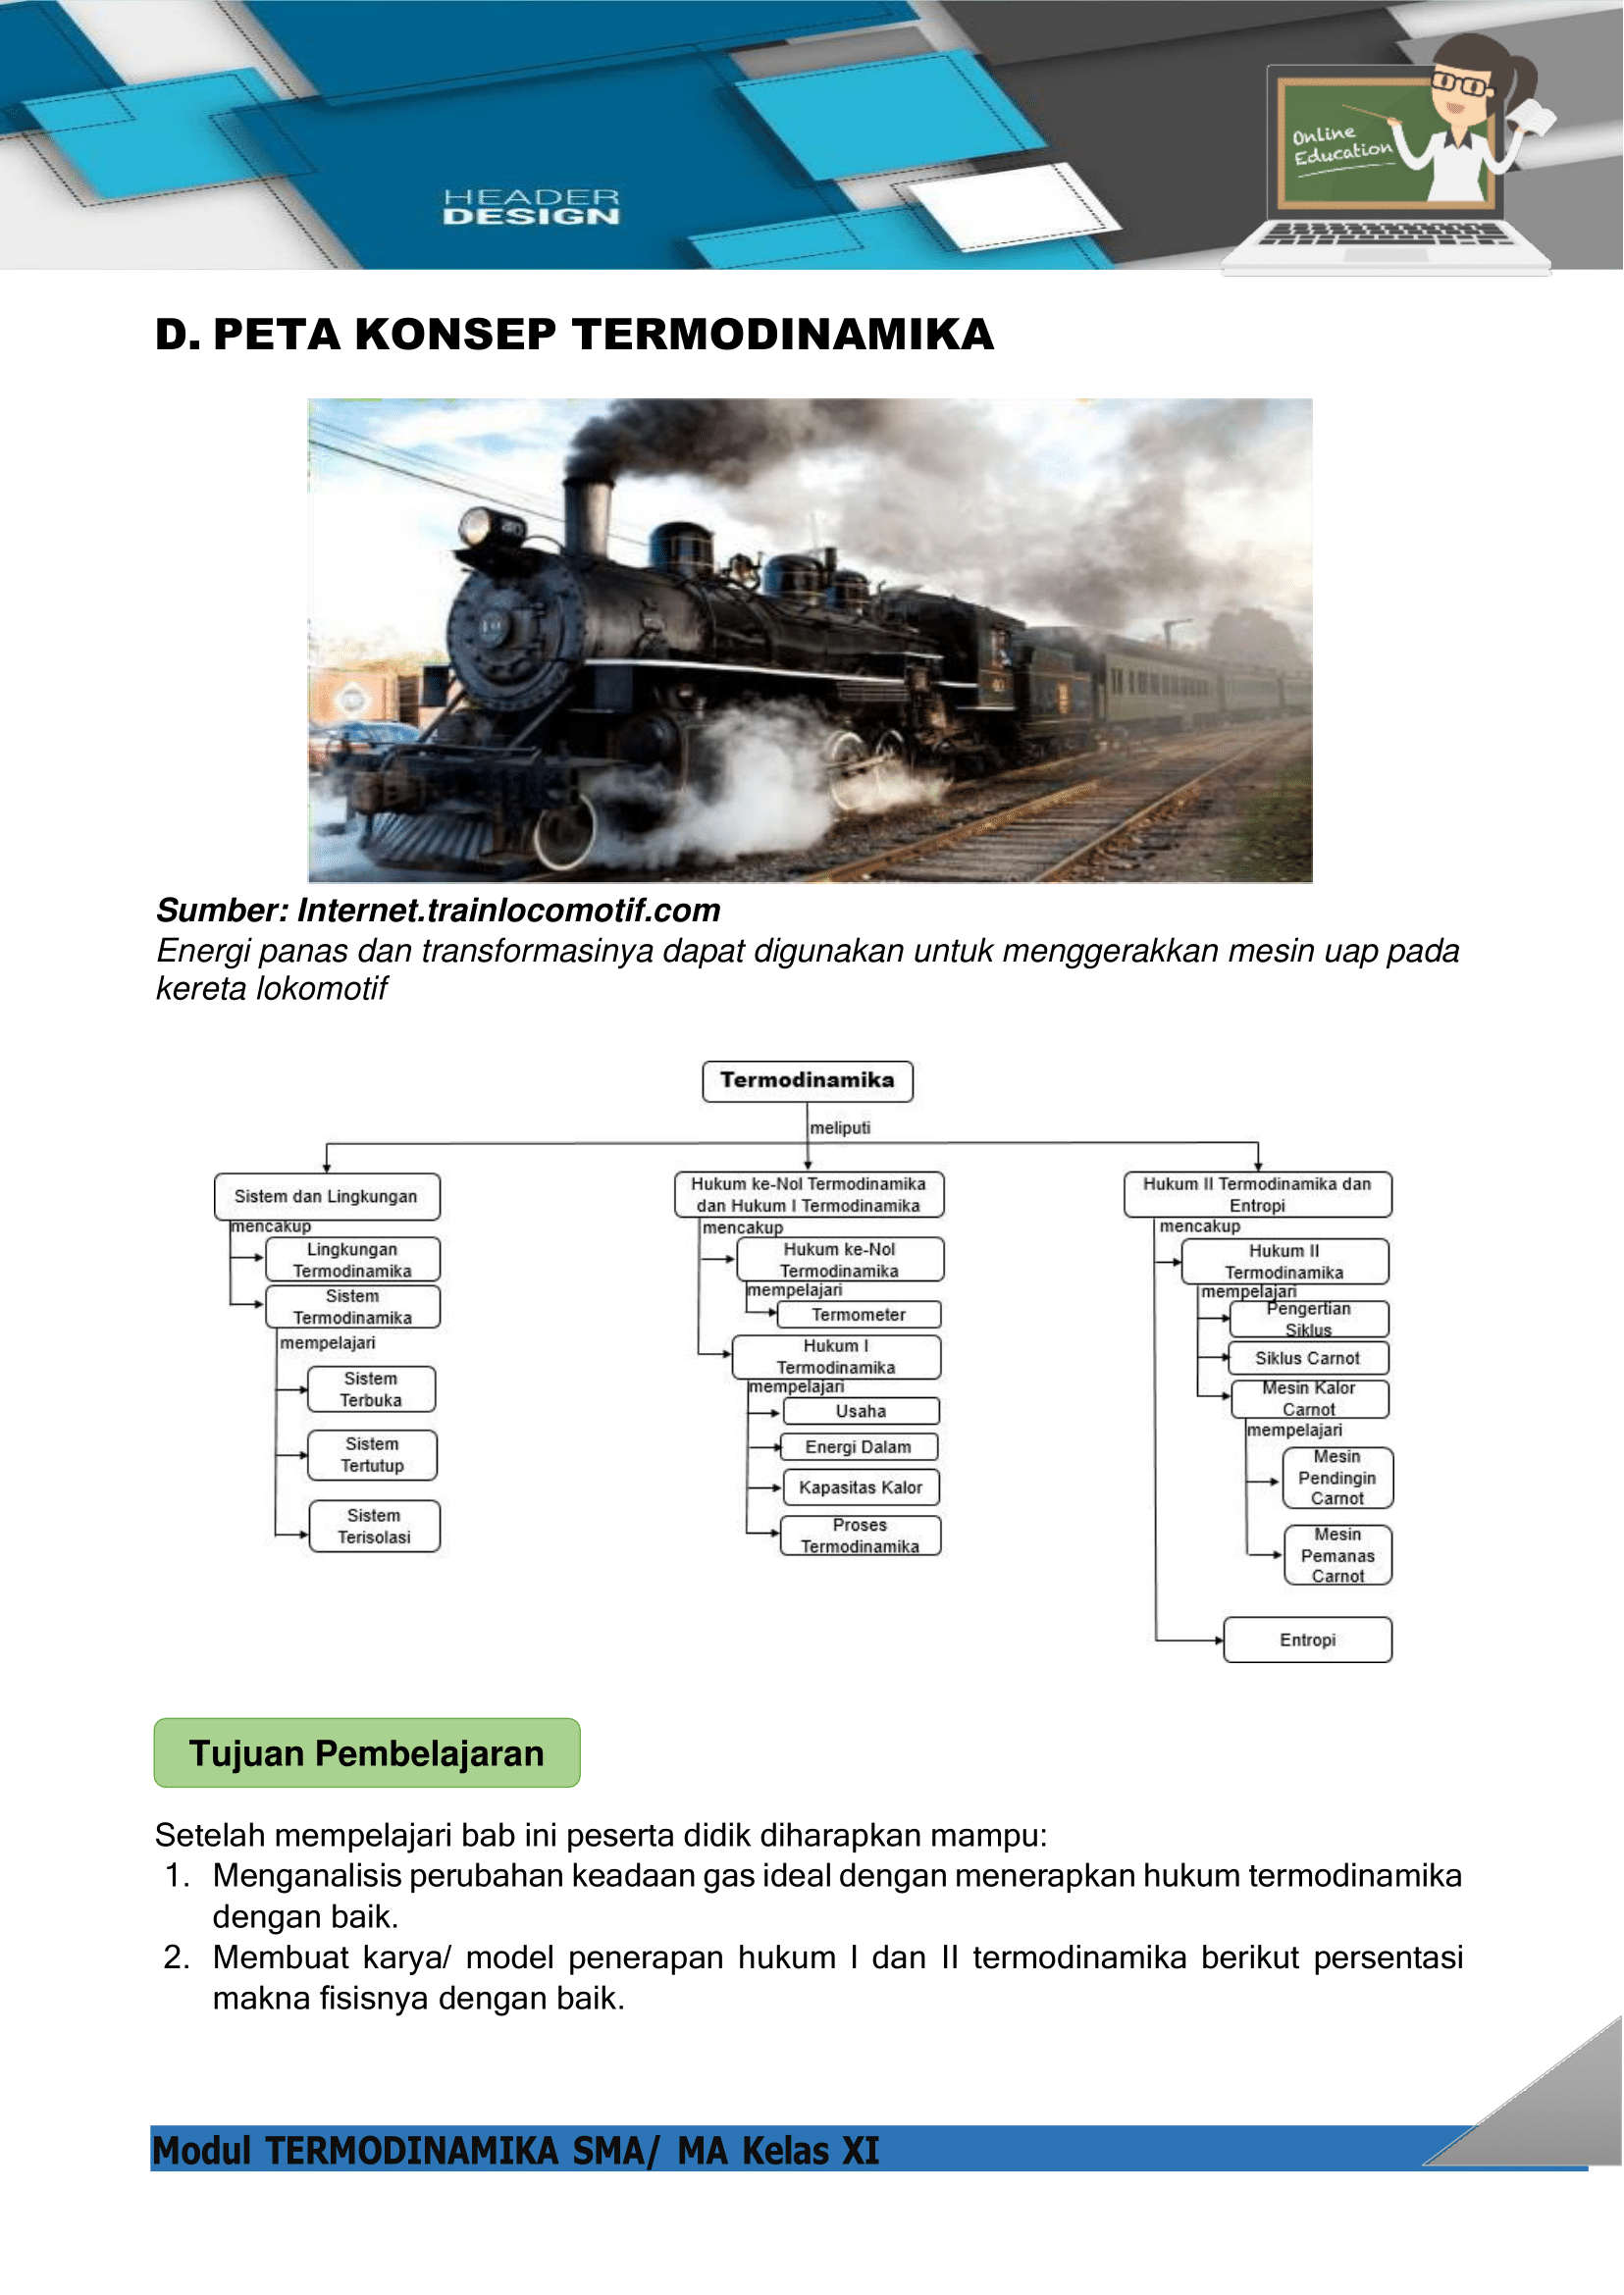 Online
Education
HEADER
DESIGN
D. PETA KONSEP TERMODINAMIKA
Sumber: Internet.trainlocomotif.com
Energi panas dan transformasinya dapat digunakan untuk menggerakkan mesin uap pada
kereta lokomotif
Termodinamika
meliputi
Sistem dan Lingkungan
mencakup
Lingkungan
Termodinamika
Sistem
Termodinamika
mempelajari
Sistem
Terbuka
Sistem
Tertutup
Sistem
Terisolasi
Hukum ke-Nol Termodinamika
dan Hukum I Termodinamika
mencakup
Hukum ke-Nol
Termodinamika
mempelajari
Termometer
Hukum I
Termodinamika
mempelajari
Usaha
Energi Dalam
Kapasitas Kalor
Proses
Termodinamika
Hukum II Termodinamika dan
Entropi
mencakup
Hukum II
Termodinamika
mempelajari
Pengertian
Siklus
Siklus Carnot
Mesin Kalor
Carnot
mempelajari
Mesin
Pendingin
Carnot
Mesin
Pemanas
Carnot
Entropi
Tujuan Pembelajaran
Setelah mempelajari bab ini peserta didik diharapkan mampu:
1. Menganalisis perubahan keadaan gas ideal dengan menerapkan hukum termodinamika
dengan baik.
2. Membuat karya/ model penerapan hukum I dan II termodinamika berikut persentasi
makna fisisnya dengan baik.
Modul TERMODINAMIKA SMA/ MA Kelas XI